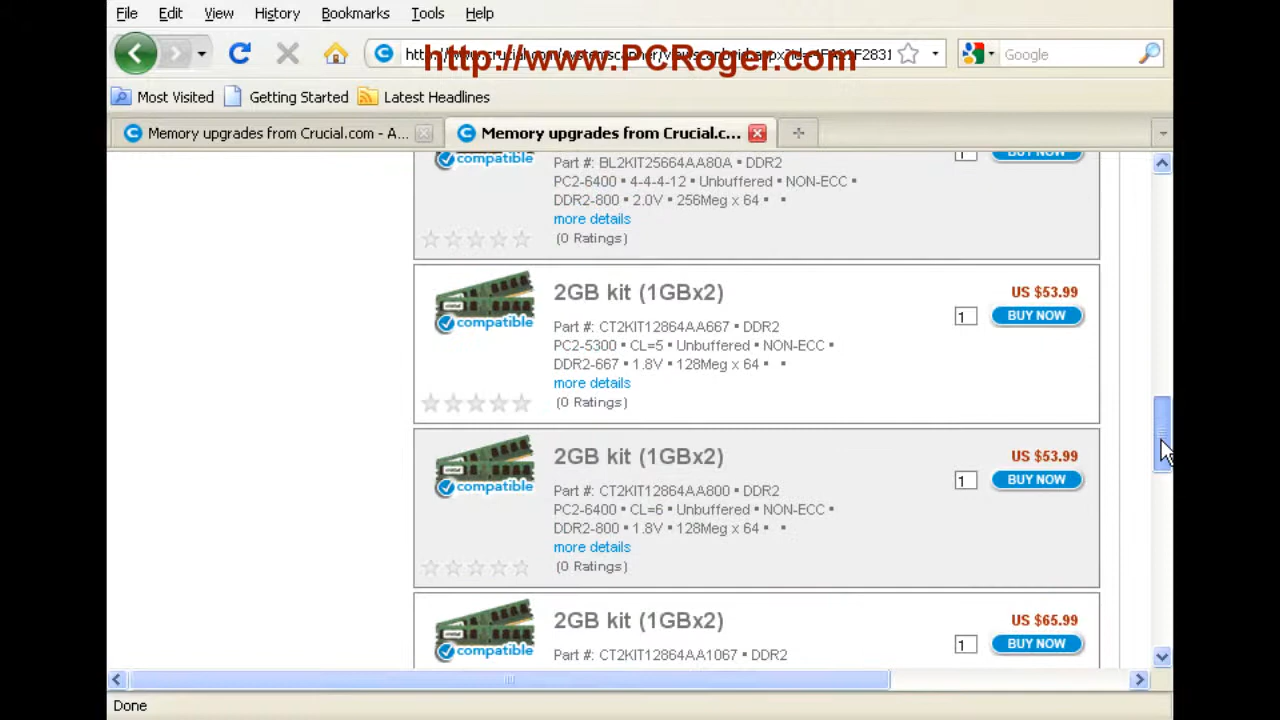 File Edit View History Bookmarks Tools Help
http://www.PCRoger.com
Google
Most Visited Getting Started Latest Headlines
Memory upgrades from Crucial.com - A...
Memory upgrades from Crucial.c...
compatible
Part #: BL2KIT25664AA80A • DDR2
1
BUY NOW
PC2-6400 • 4-4-4-12 • Unbuffered • NON-ECC •
DDR2-800 • 2.0V • 256Meg x 64 • •
more details
(0 Ratings)
2GB kit (1GBx2)
US $53.99
1
BUY NOW
compatible
Part #: CT2KIT12864AA667 • DDR2
PC2-5300 • CL=5 • Unbuffered • NON-ECC •
DDR2-667 • 1.8V • 128Meg x 64 • •
more details
(0 Ratings)
2GB kit (1GBx2)
US $53.99
1
BUY NOW
compatible
Part #: CT2KIT12864AA800 • DDR2
PC2-6400 • CL=6 • Unbuffered • NON-ECC •
DDR2-800 • 1.8V • 128Meg x 64 • •
more details
(0 Ratings)
2GB kit (1GBx2)
US $65.99
1
BUY NOW
compatible
Part #: CT2KIT12864AA1067 • DDR2
Done